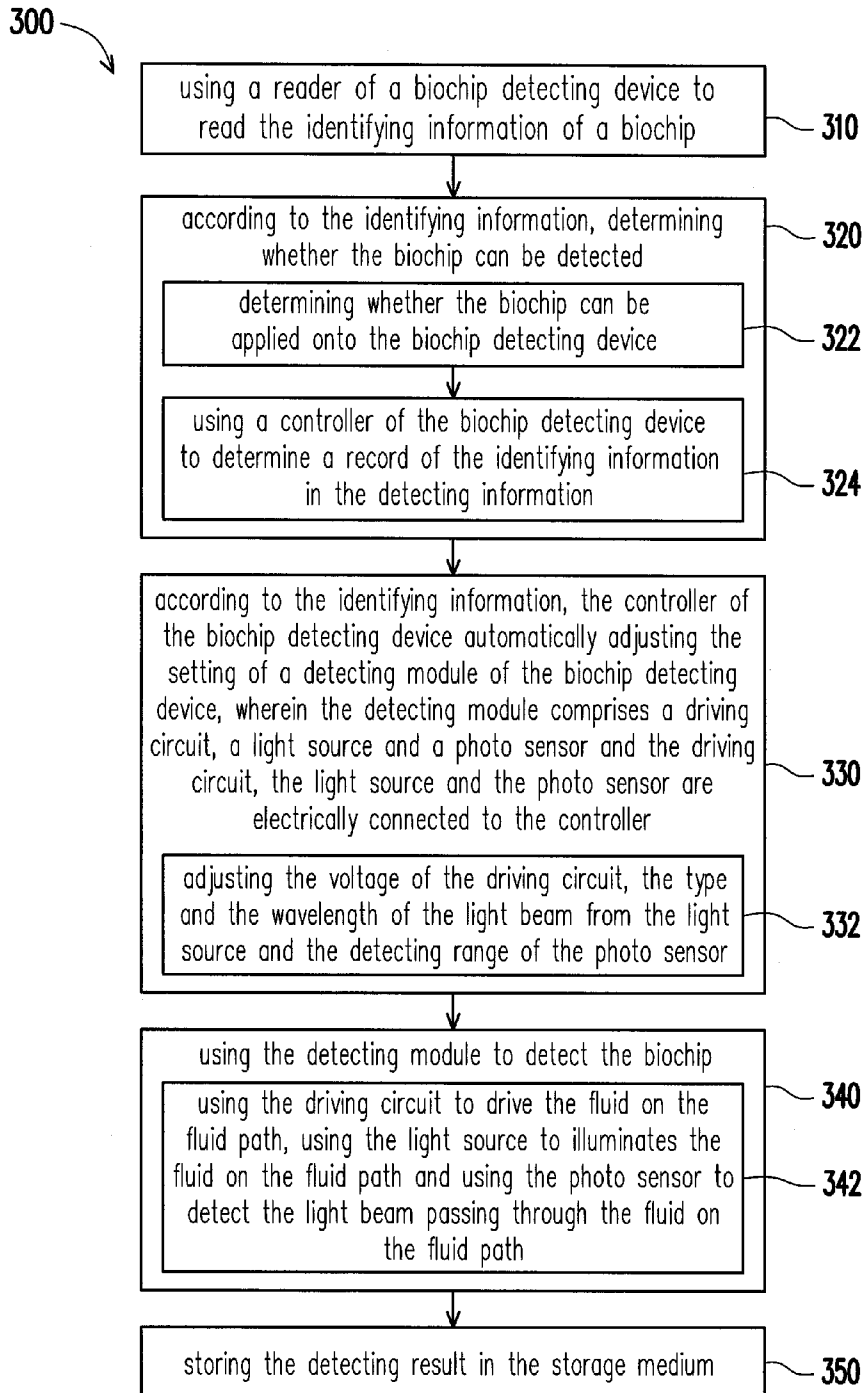 300
using a reader of a biochip detecting device to
read the identifying information of a biochip
310
according to the identifying information, determining
whether the biochip can be detected
320
determining whether the biochip can be
applied onto the biochip detecting device
322
using a controller of the biochip detecting device
to determine a record of the identifying information
in the detecting information
324
according to the identifying information, the controller of
the biochip detecting device automatically adjusting the
setting of a detecting module of the biochip detecting
device, wherein the detecting module comprises a driving
circuit, a light source and a photo sensor and the driving
circuit, the light source and the photo sensor are
electrically connected to the controller
330
adjusting the voltage of the driving circuit, the type
and the wavelength of the light beam from the light
source and the detecting range of the photo sensor
332
using the detecting module to detect the biochip
340
using the driving circuit to drive the fluid on the
fluid path, using the light source to illuminates the
fluid on the fluid path and using the photo sensor to
detect the light beam passing through the fluid on
the fluid path
342
storing the detecting result in the storage medium
350